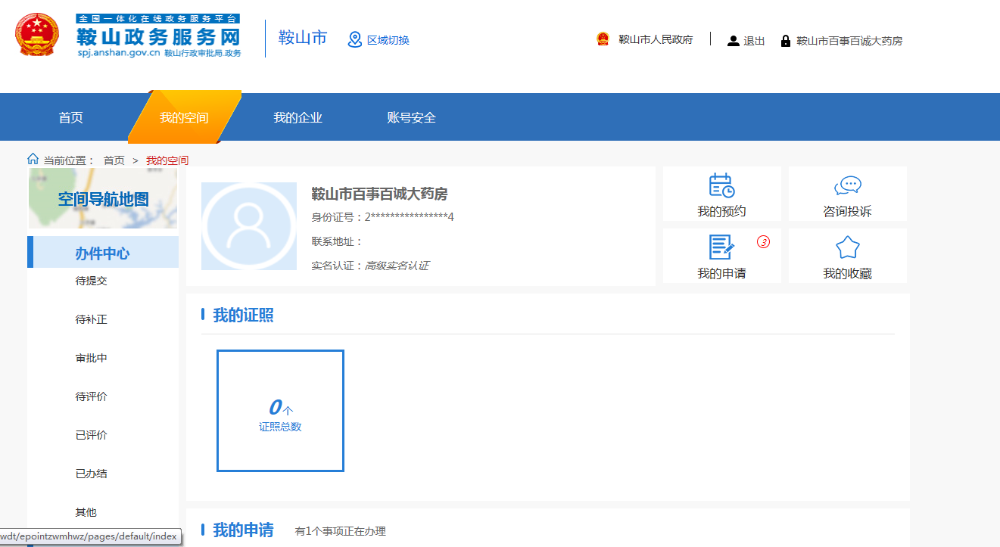 全国一体化在线政务服务平台
鞍山政务服务网
spj.anshan.gov.cn 鞍山行政审批局.政务
鞍山市
区域切换
鞍山市人民政府
退出
鞍山市百事百诚大药房
首页
我的空间
我的企业
账号安全
当前位置： 首页 > 我的空间
空间导航地图
办件中心
待提交
待补正
审批中
待评价
已评价
已办结
其他
鞍山市百事百诚大药房
身份证号：2****************4
联系地址：
实名认证：高级实名认证
我的预约
咨询投诉
3
我的申请
我的收藏
我的证照
0个
证照总数
我的申请 有1个事项正在办理
wdt/epointzwmhwz/pages/default/index